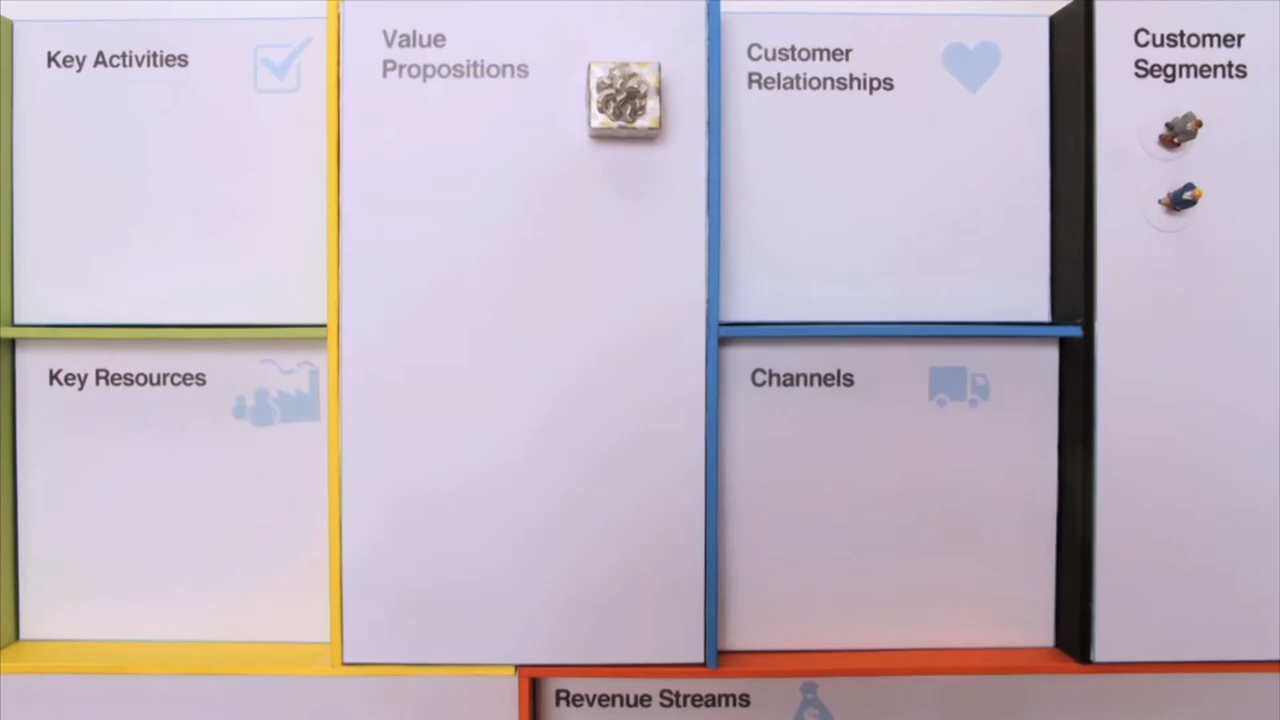 Key Activities
Value
Propositions
Customer
Relationships
Customer
Segments
Key Resources
Channels
Revenue Streams
$